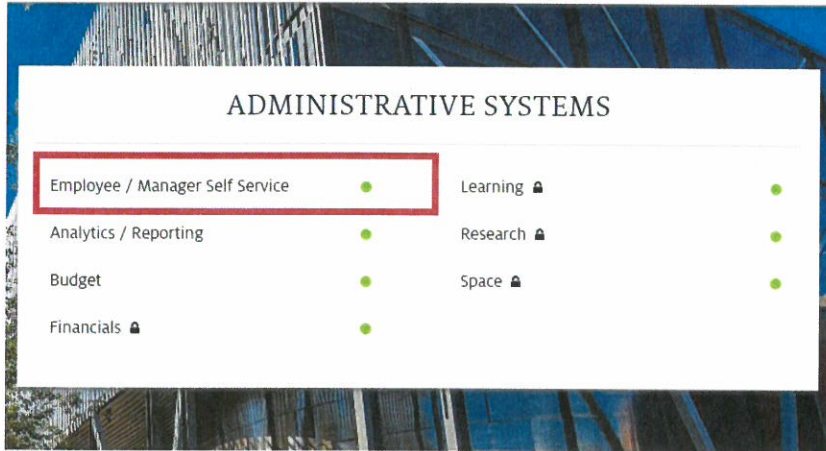 ADMINISTRATIVE SYSTEMS
Employee / Manager Self Service
Analytics / Reporting
Budget
Financials
Learning
Research
Space